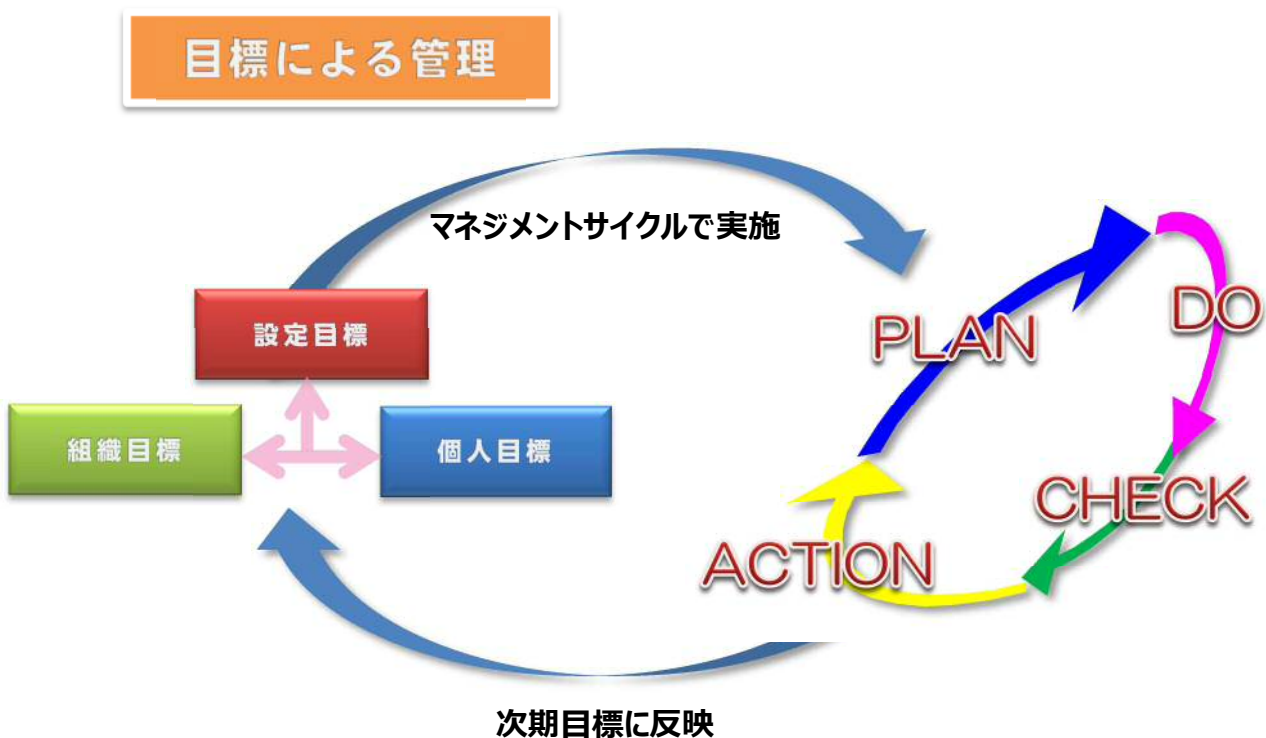 目標による管理
マネジメントサイクルで実施
設定目標
組織目標
個人目標
PLAN
DO
CHECK
ACTION
次期目標に反映